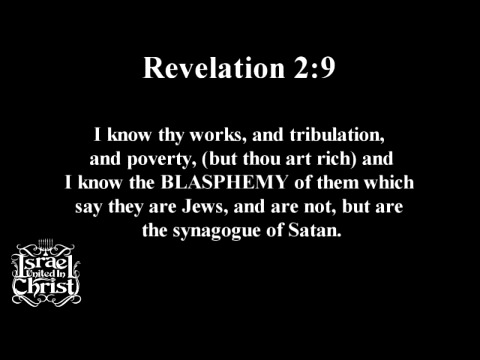 Revelation 2:9
I know thy works, and tribulation,
and poverty, (but thou art rich) and
I know the BLASPHEMY of them which
say they are Jews, and are not, but are
the synagogue of Satan.
Israel
United In
Christ